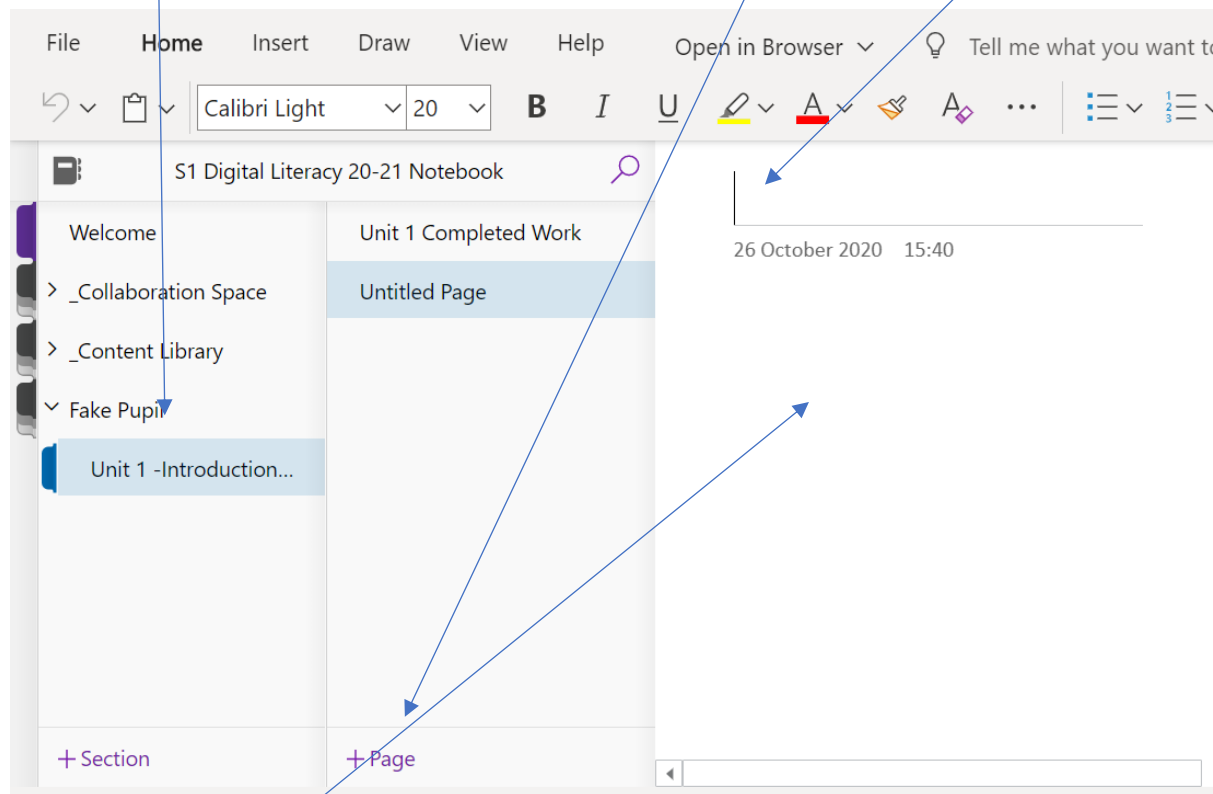 File Home Insert Draw View Help Open in Browser Tell me what you want to
Calibri Light 20 B I U A A
S1 Digital Literacy 20-21 Notebook
Welcome
_Collaboration Space
_Content Library
Fake Pupil
Unit 1 -Introduction...
+ Section
Unit 1 Completed Work
Untitled Page
+ Page
26 October 2020 15:40